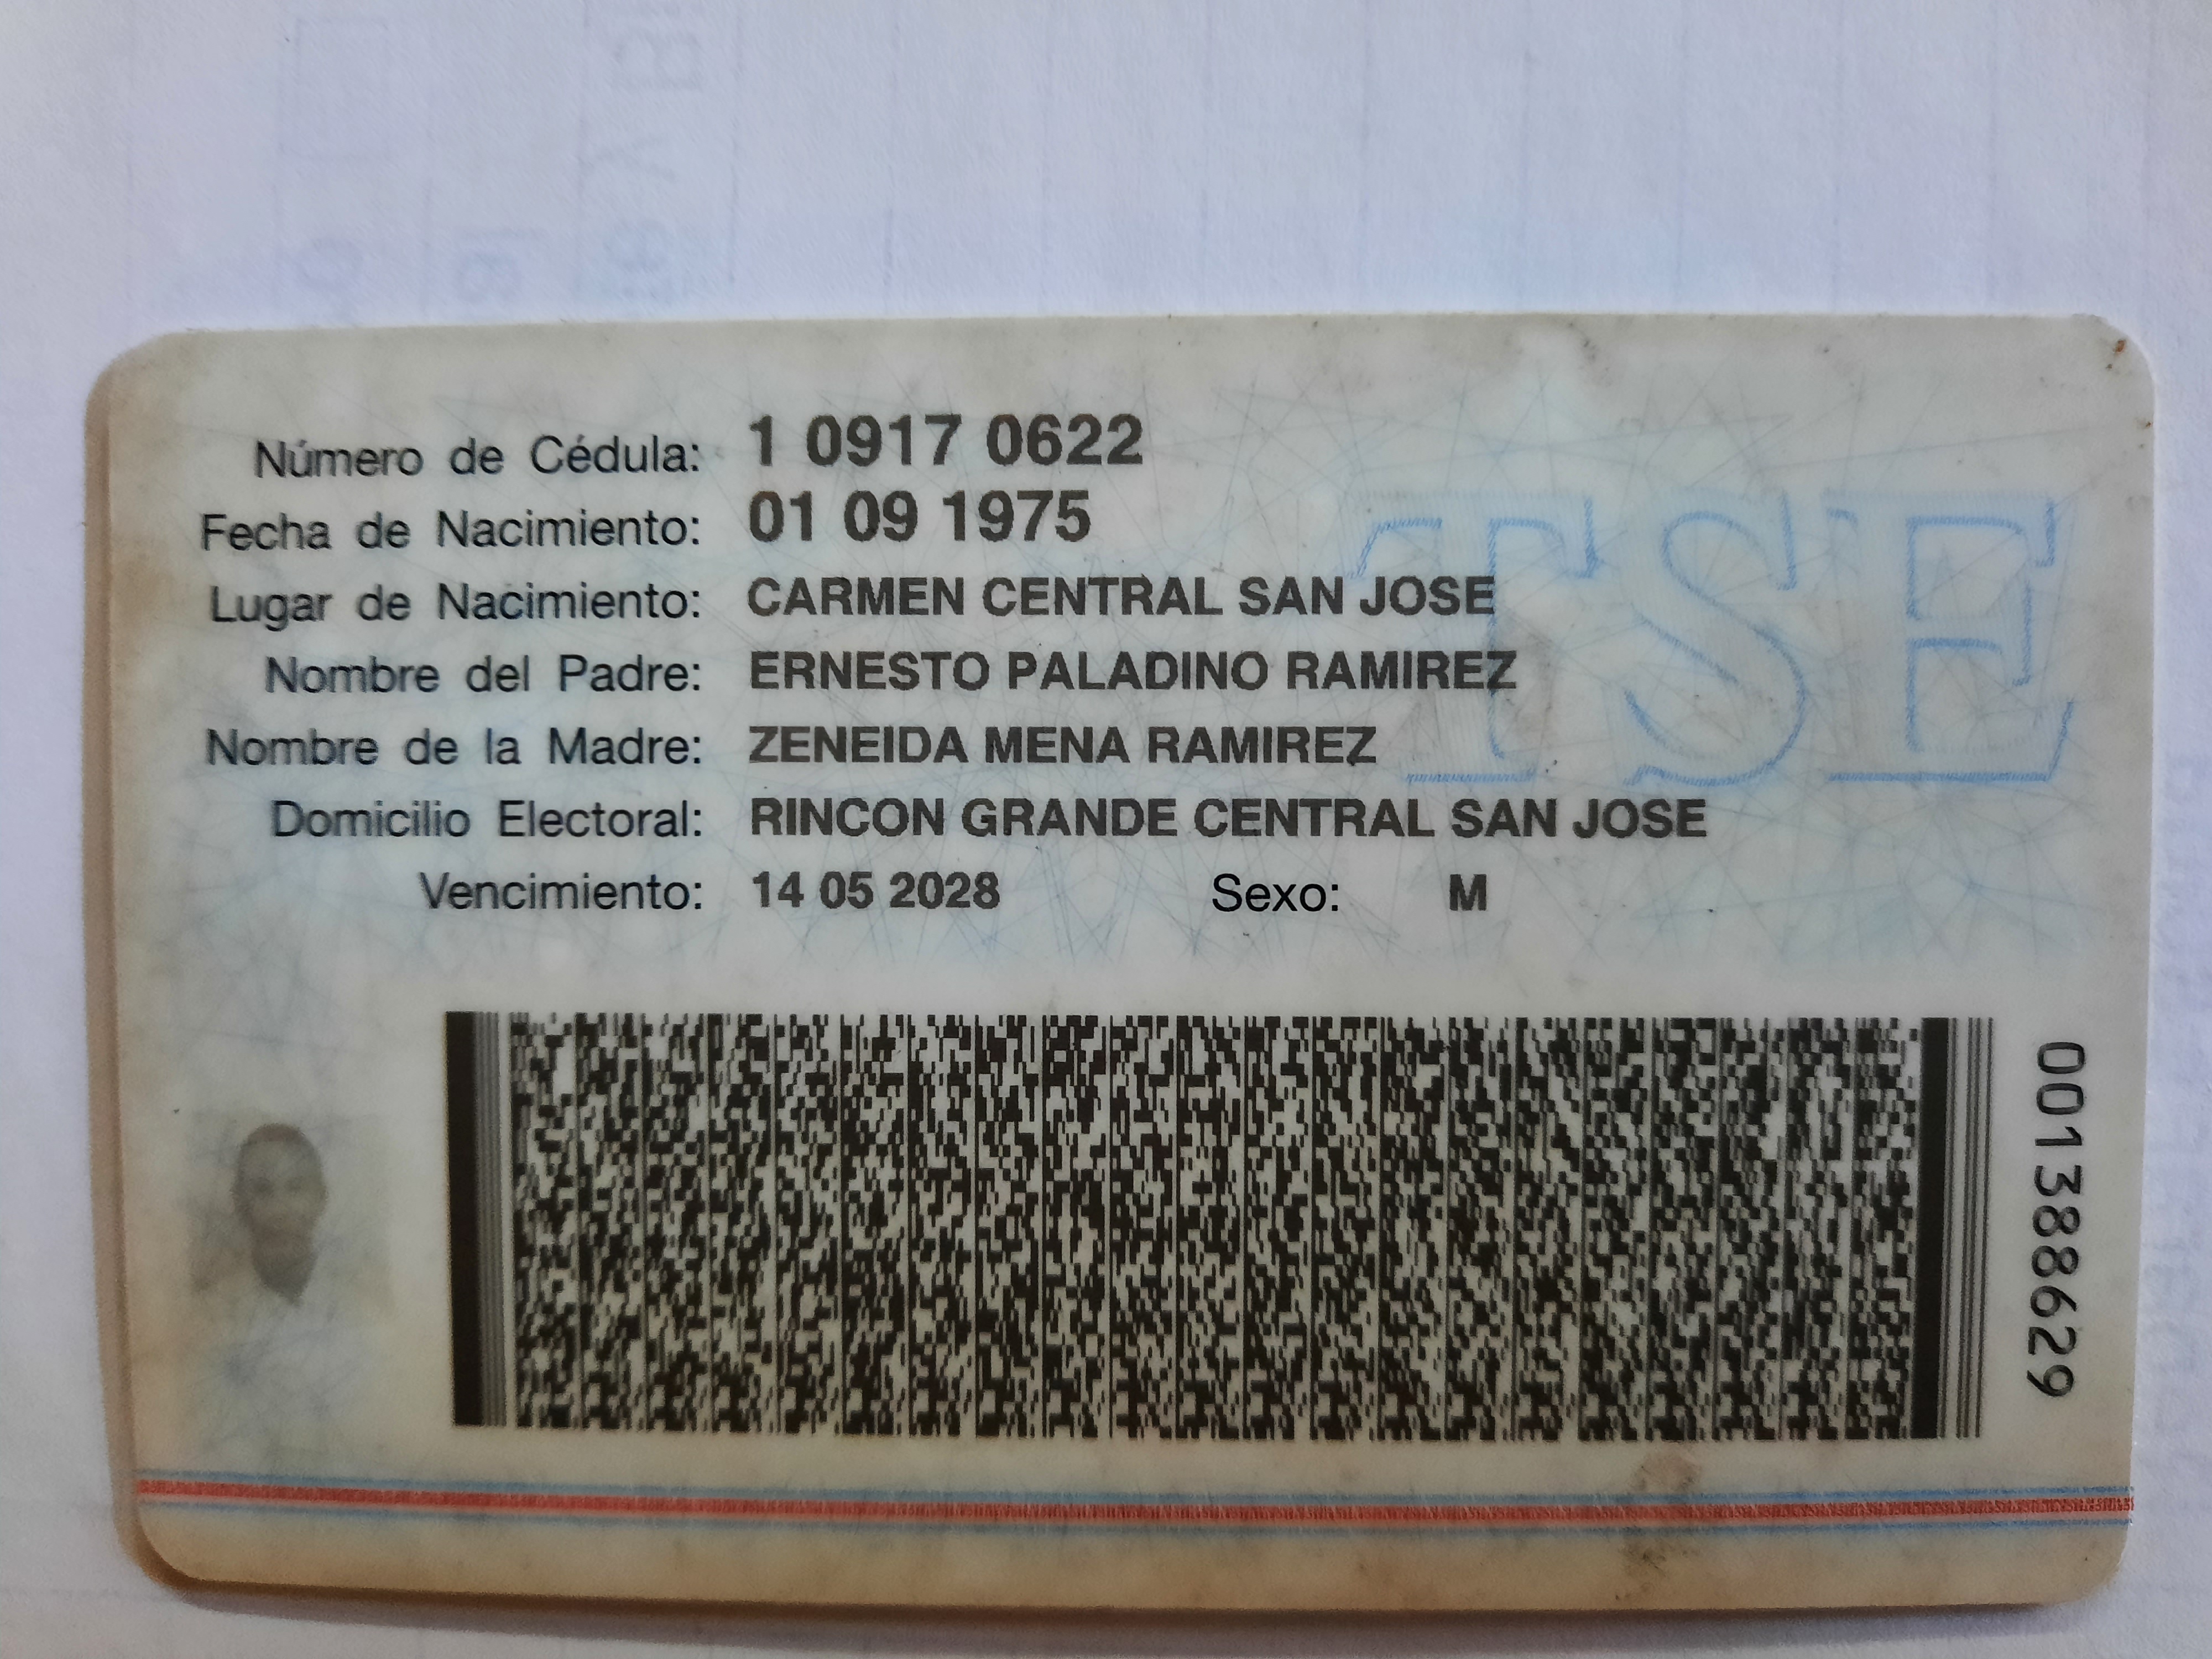 Número de Cédula: 1 0917 0622
Fecha de Nacimiento: 01 09 1975
Lugar de Nacimiento: CARMEN CENTRAL SAN JOSE
Nombre del Padre: ERNESTO PALADINO RAMIREZ
Nombre de la Madre: ZENEIDA MENA RAMIREZ
Domicilio Electoral: RINCON GRANDE CENTRAL SAN JOSE
Vencimiento: 14 05 2028 Sexo: M
TSE
001388629